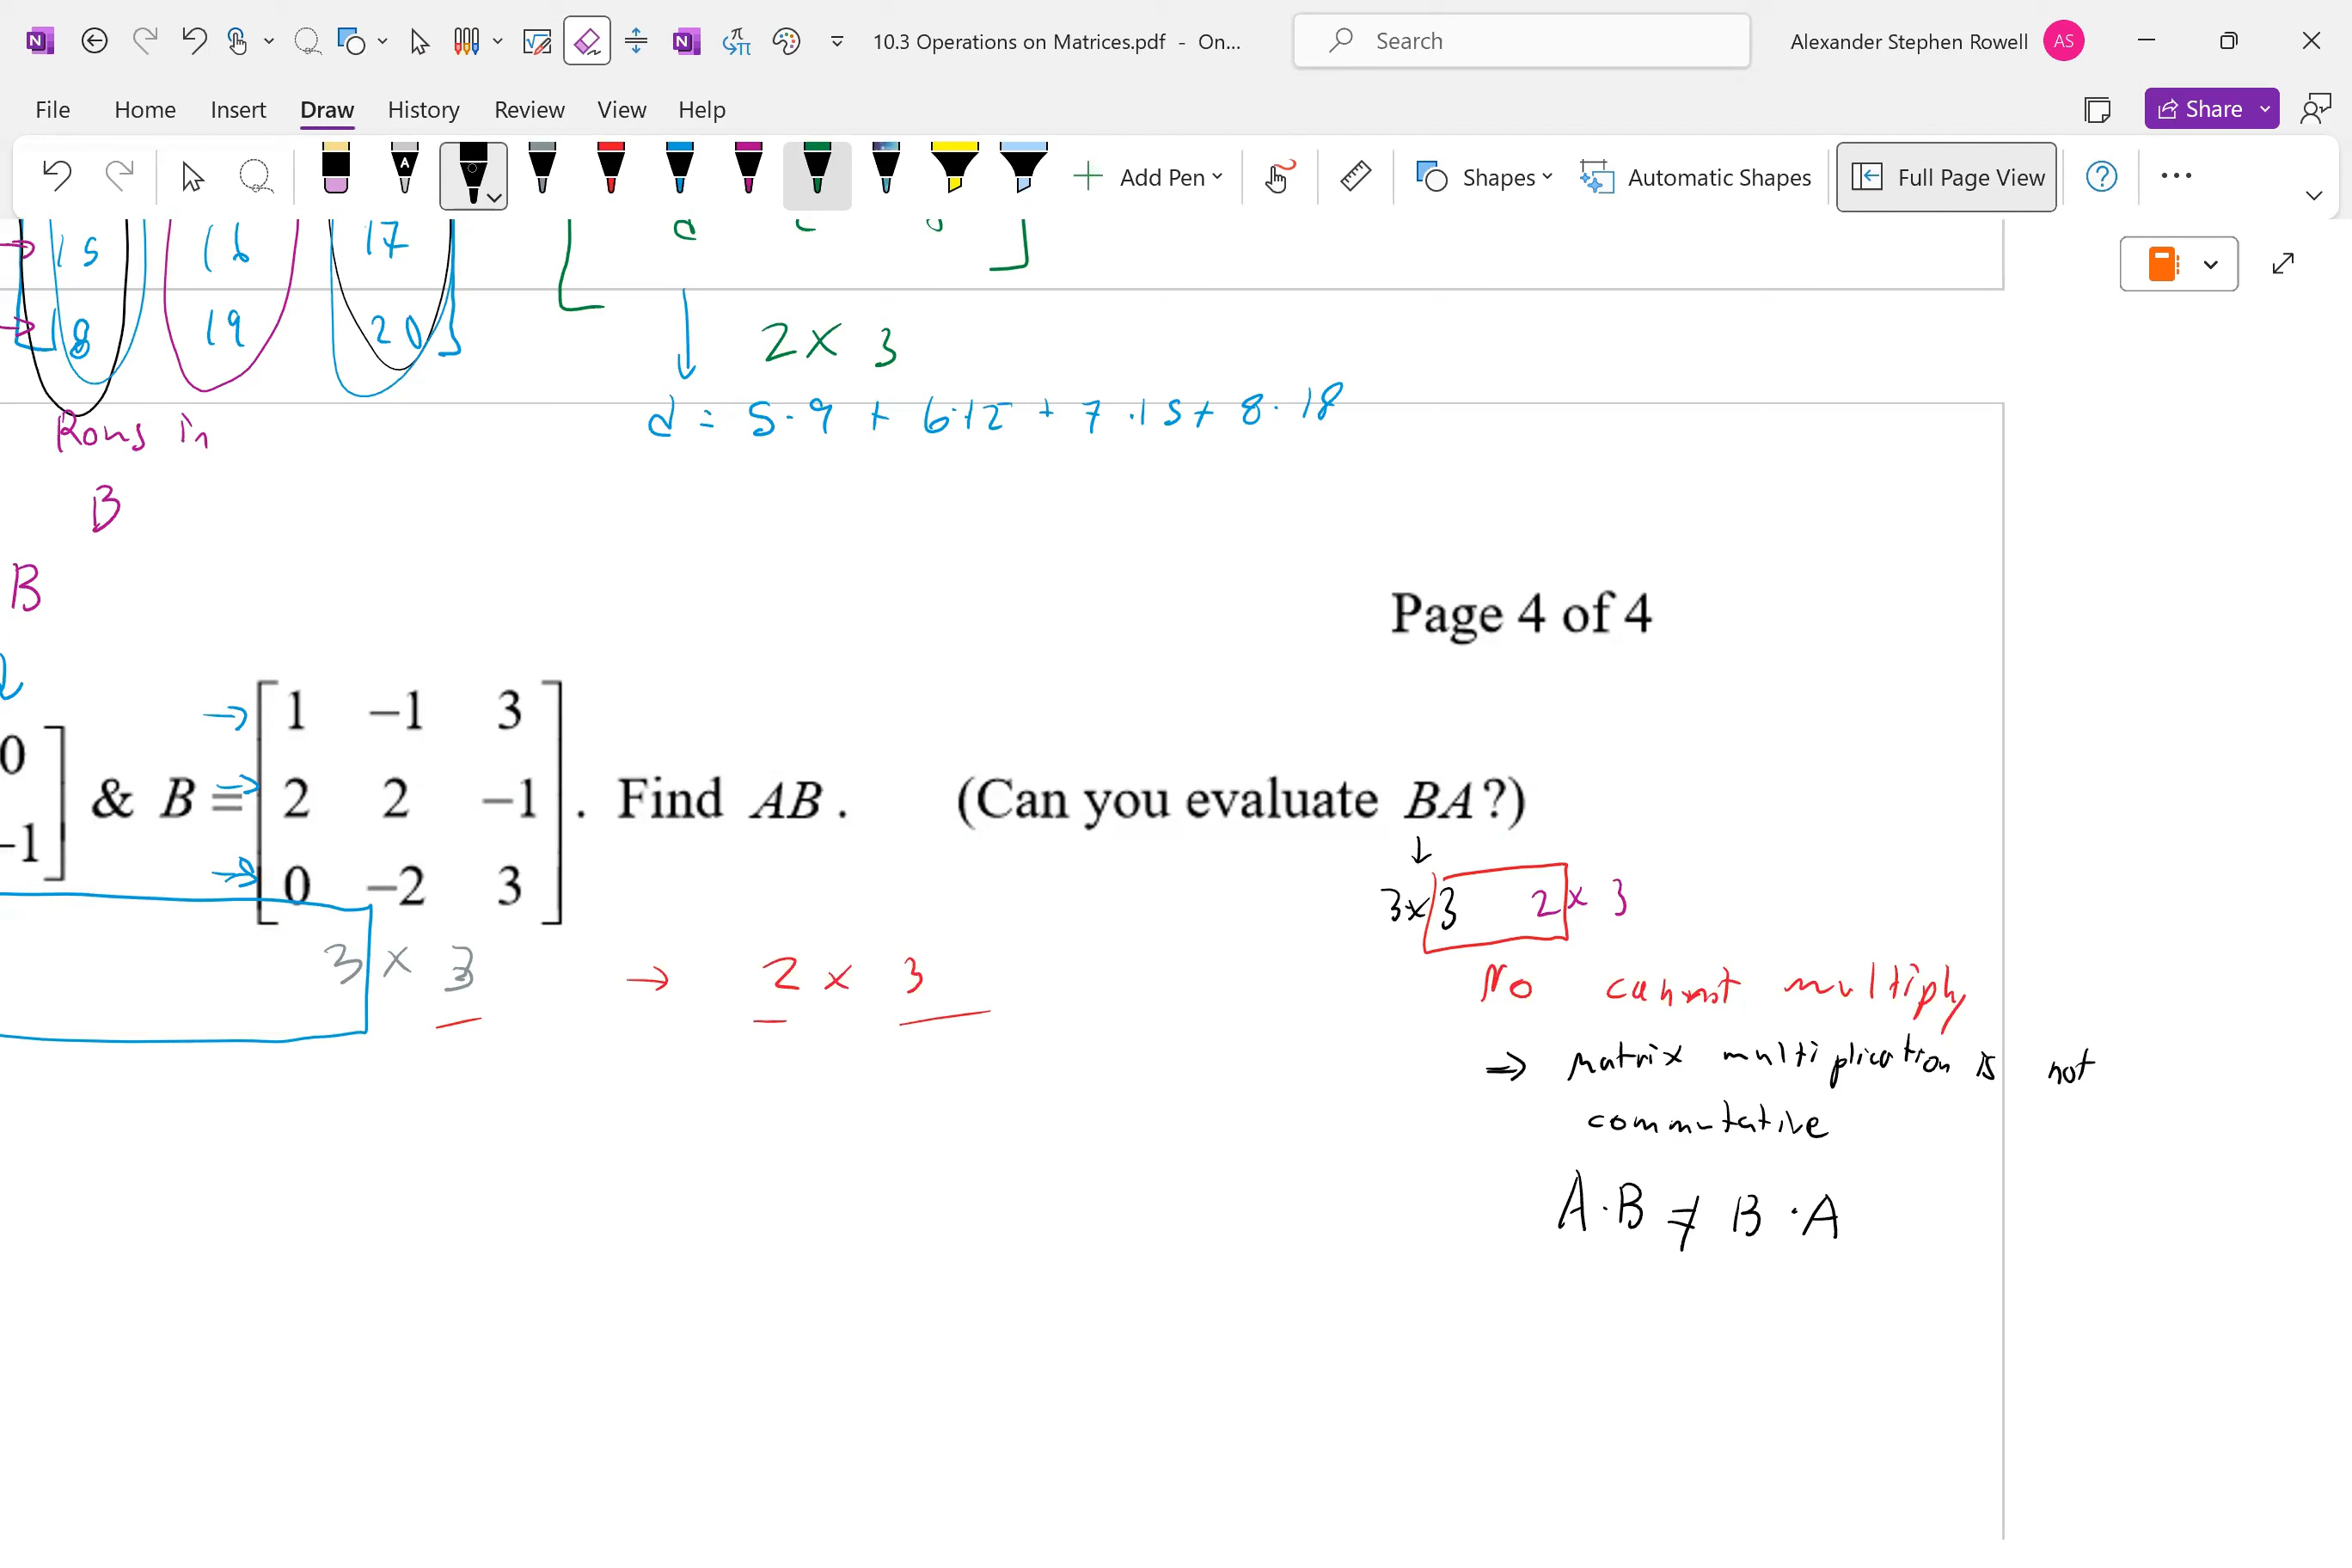 10.3 Operations on Matrices.pdf - On...
Search
Alexander Stephen Rowell
AS
File Home Insert Draw History Review View Help
Share
A
Add Pen
Shapes
Automatic Shapes
Full Page View
15 16 17
18 19 20
2 x 3
d = 5·9 + 6·12 + 7·15 + 8·18
Rows in
B
B
Page 4 of 4
0
-1
& B =
1 -1 3
2 2 -1
0 -2 3
. Find AB. (Can you evaluate BA?)
3x3 2x3
3 x 3 → 2 x 3
No cannot multiply
⇒ matrix multiplication is not
commutative
A·B ≠ B·A